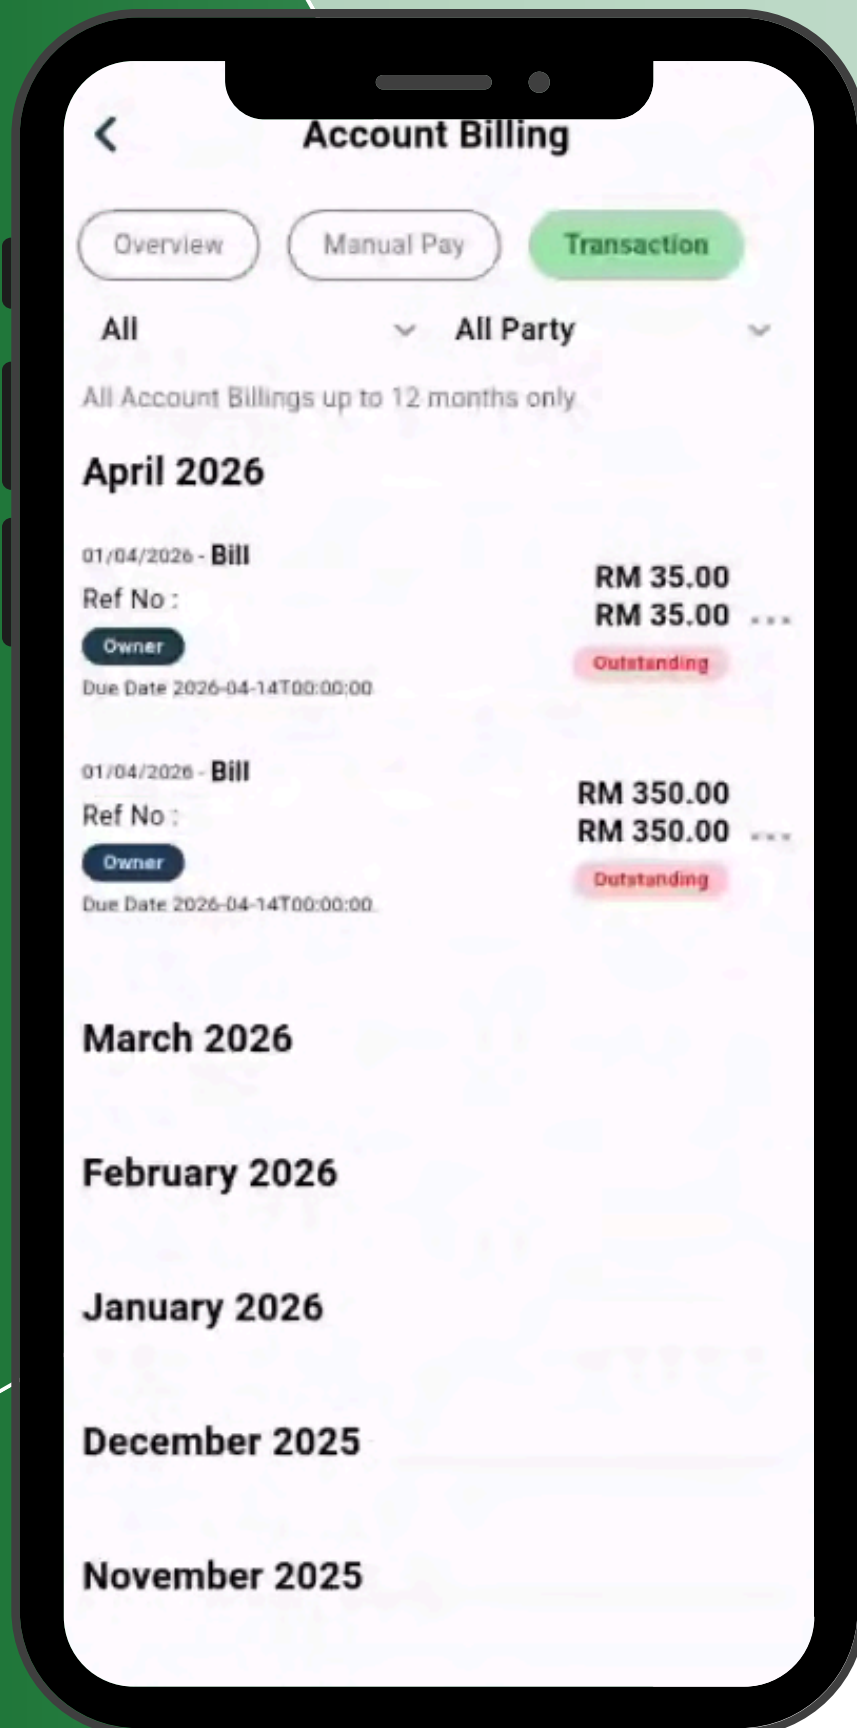 Account Billing
Overview
Manual Pay
Transaction
All
All Party
All Account Billings up to 12 months only
April 2026
01/04/2026 - Bill
RM 35.00
Ref No :
RM 35.00
Owner
Outstanding
Due Date 2026-04-14T00:00:00
01/04/2026 - Bill
RM 350.00
Ref No :
RM 350.00
Owner
Outstanding
Due Date 2026-04-14T00:00:00
March 2026
February 2026
January 2026
December 2025
November 2025